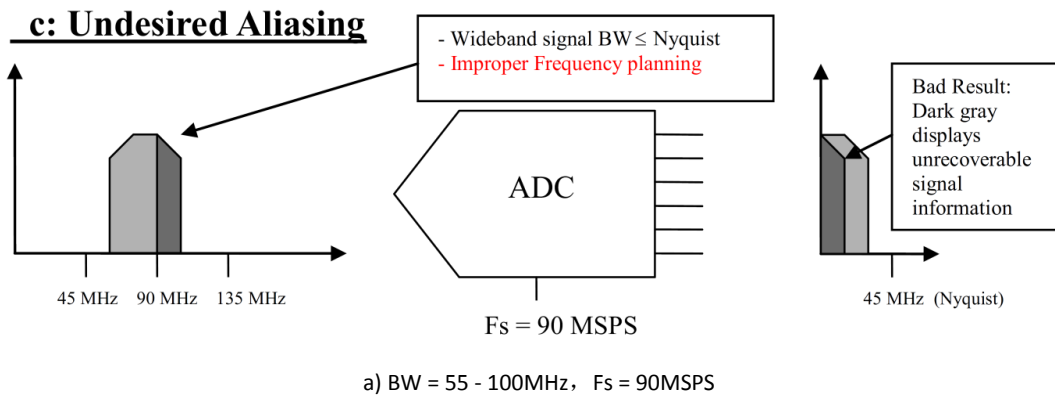 c: Undesired Aliasing
- Wideband signal BW ≤ Nyquist
- Improper Frequency planning
Bad Result:
Dark gray
displays
unrecoverable
signal
information
ADC
45 MHz
90 MHz
135 MHz
45 MHz (Nyquist)
Fs = 90 MSPS
a) BW = 55 - 100MHz，Fs = 90MSPS